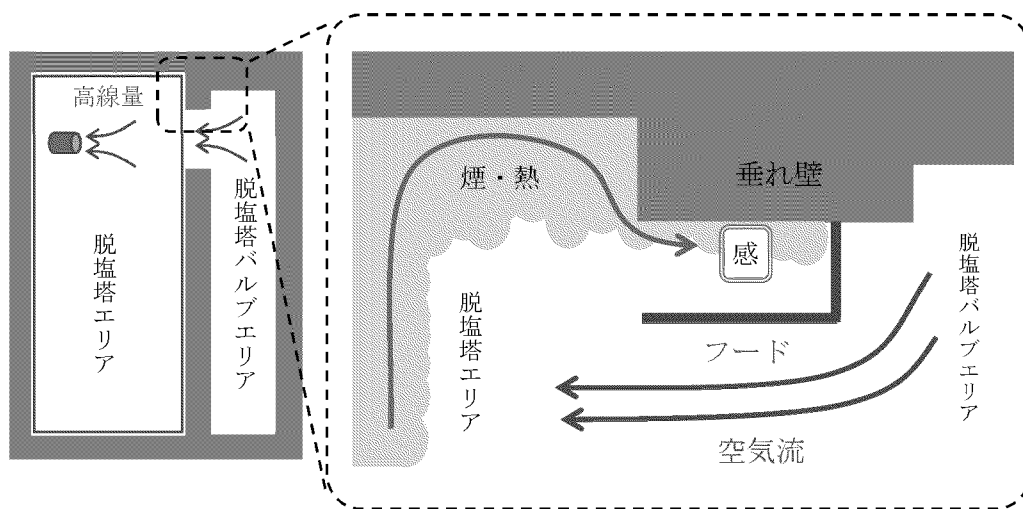 高線量
脱塩塔エリア
脱塩塔バルブエリア
煙・熱
垂れ壁
感
脱塩塔エリア
フード
脱塩塔バルブエリア
空気流